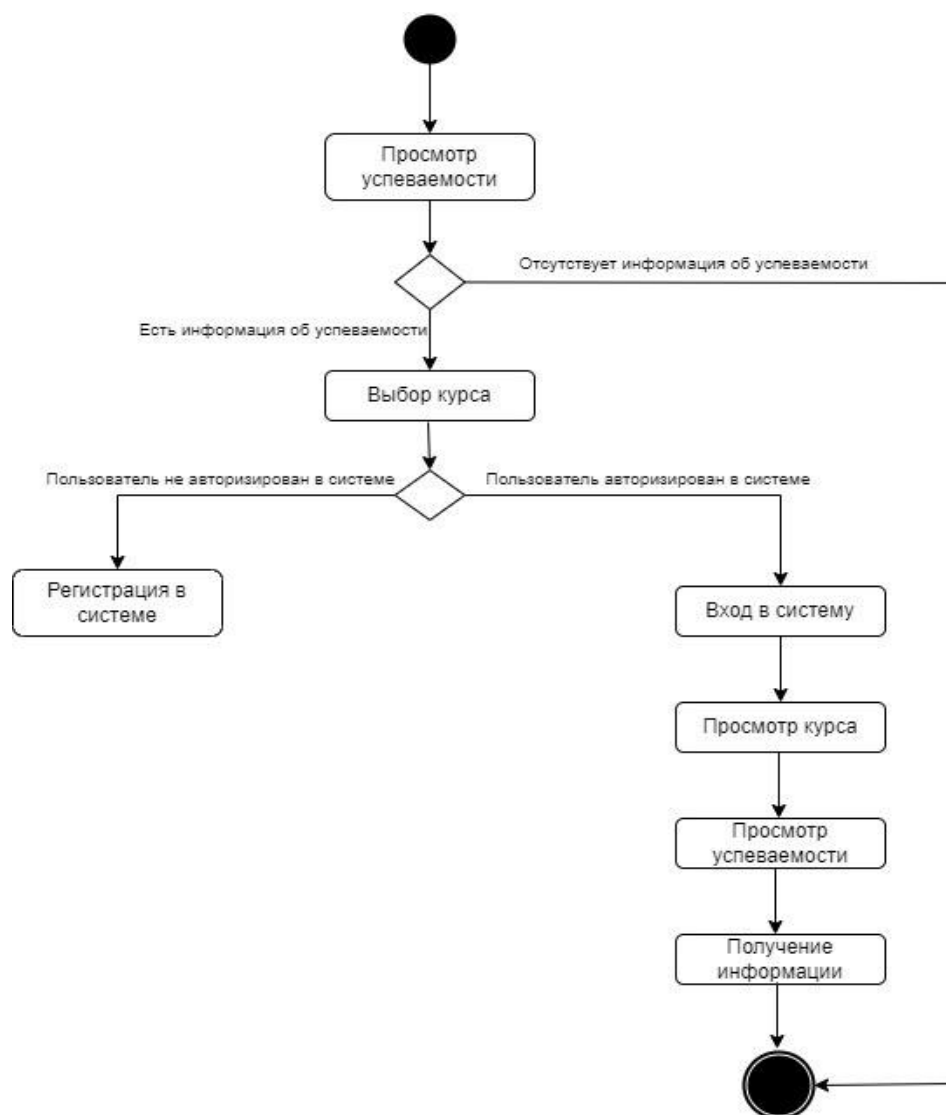 Просмотр
успеваемости
Отсутствует информация об успеваемости
Есть информация об успеваемости
Выбор курса
Пользователь не авторизирован в системе
Пользователь авторизирован в системе
Регистрация в
системе
Вход в систему
Просмотр курса
Просмотр
успеваемости
Получение
информации